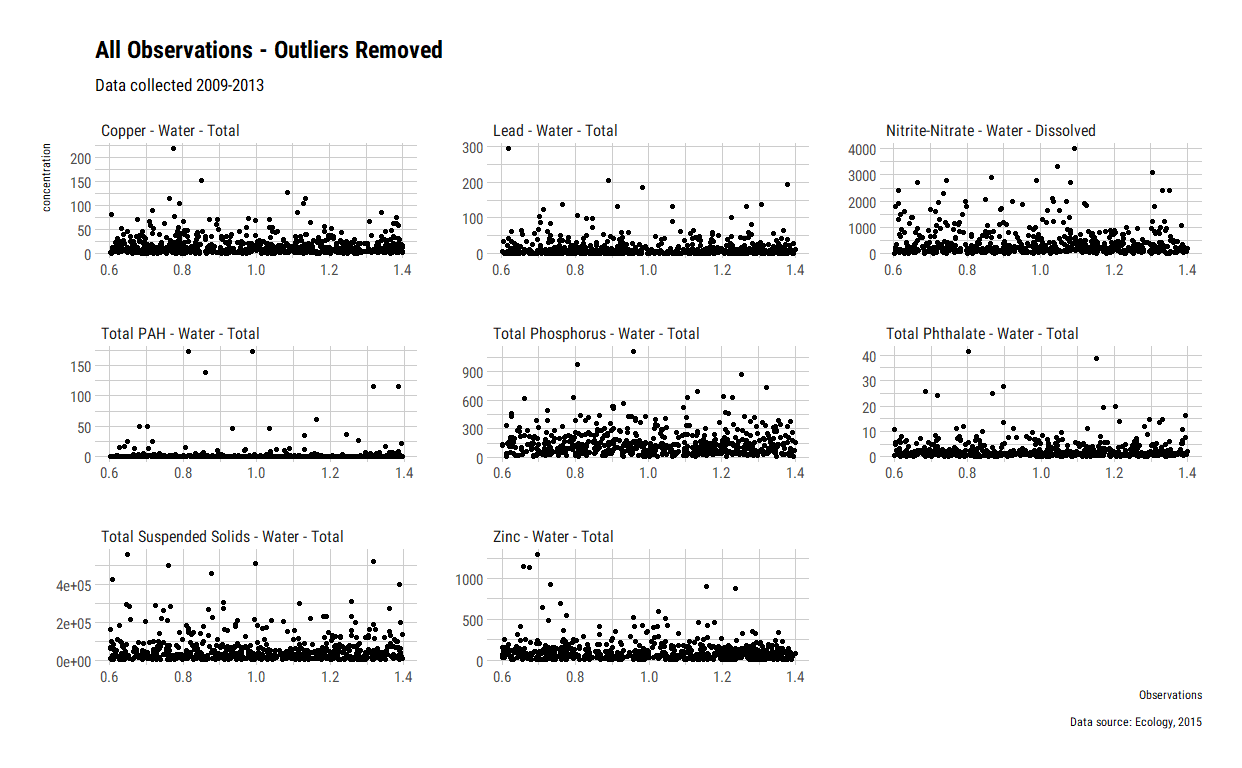 All Observations - Outliers Removed
Data collected 2009-2013
concentration
Copper - Water - Total
200
150
100
50
0
0.6 0.8 1.0 1.2 1.4
Lead - Water - Total
300
200
100
0
0.6 0.8 1.0 1.2 1.4
Nitrite-Nitrate - Water - Dissolved
4000
3000
2000
1000
0
0.6 0.8 1.0 1.2 1.4
Total PAH - Water - Total
150
100
50
0
0.6 0.8 1.0 1.2 1.4
Total Phosphorus - Water - Total
900
600
300
0
0.6 0.8 1.0 1.2 1.4
Total Phthalate - Water - Total
40
30
20
10
0
0.6 0.8 1.0 1.2 1.4
Total Suspended Solids - Water - Total
4e+05
2e+05
0e+00
0.6 0.8 1.0 1.2 1.4
Zinc - Water - Total
1000
500
0
0.6 0.8 1.0 1.2 1.4
Observations
Data source: Ecology, 2015